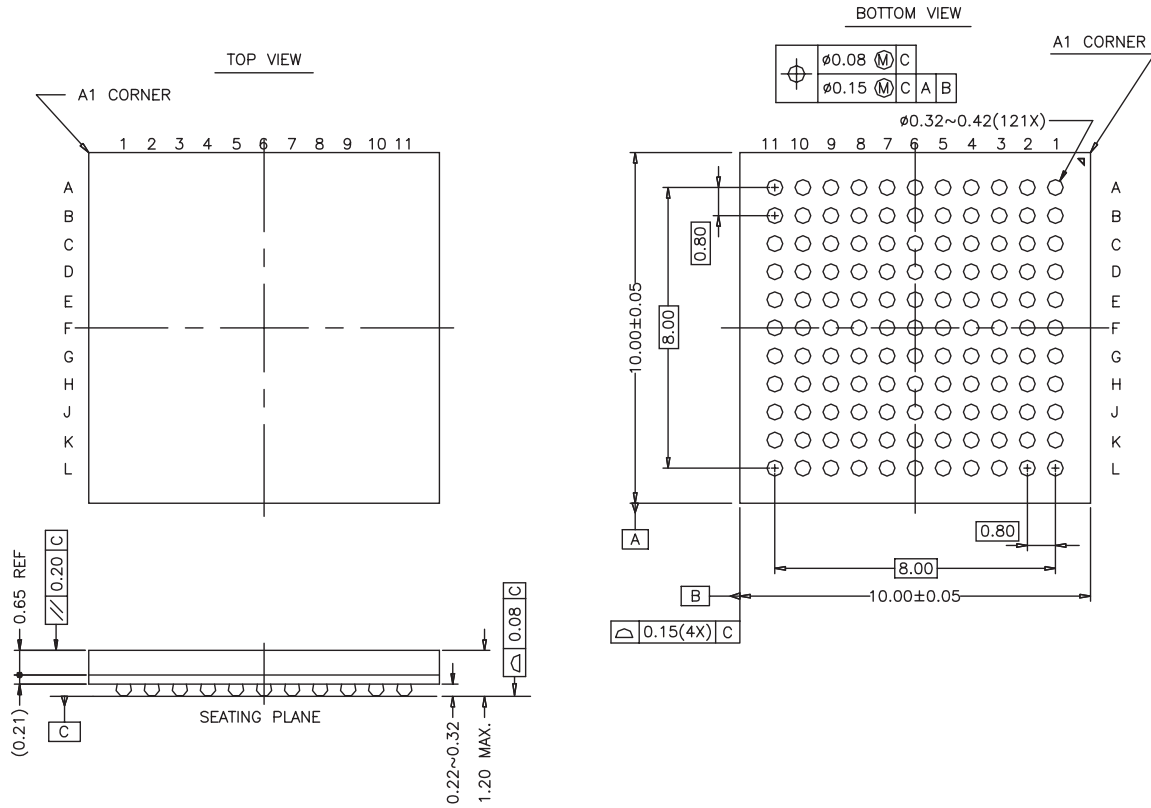 TOP VIEW
A1 CORNER
1 2 3 4 5 6 7 8 9 10 11
A
B
C
D
E
F
G
H
J
K
L
0.65 REF
(0.21)
// 0.20 C
C
SEATING PLANE
0.22~0.32
1.20 MAX.
⌓ 0.08 C
BOTTOM VIEW
A1 CORNER
⌖ ø0.08 Ⓜ C
ø0.15 Ⓜ C A B
ø0.32~0.42(121X)
11 10 9 8 7 6 5 4 3 2 1
A
B
C
D
E
F
G
H
J
K
L
0.80
8.00
10.00±0.05
A
0.80
8.00
B
10.00±0.05
⌓ 0.15(4X) C